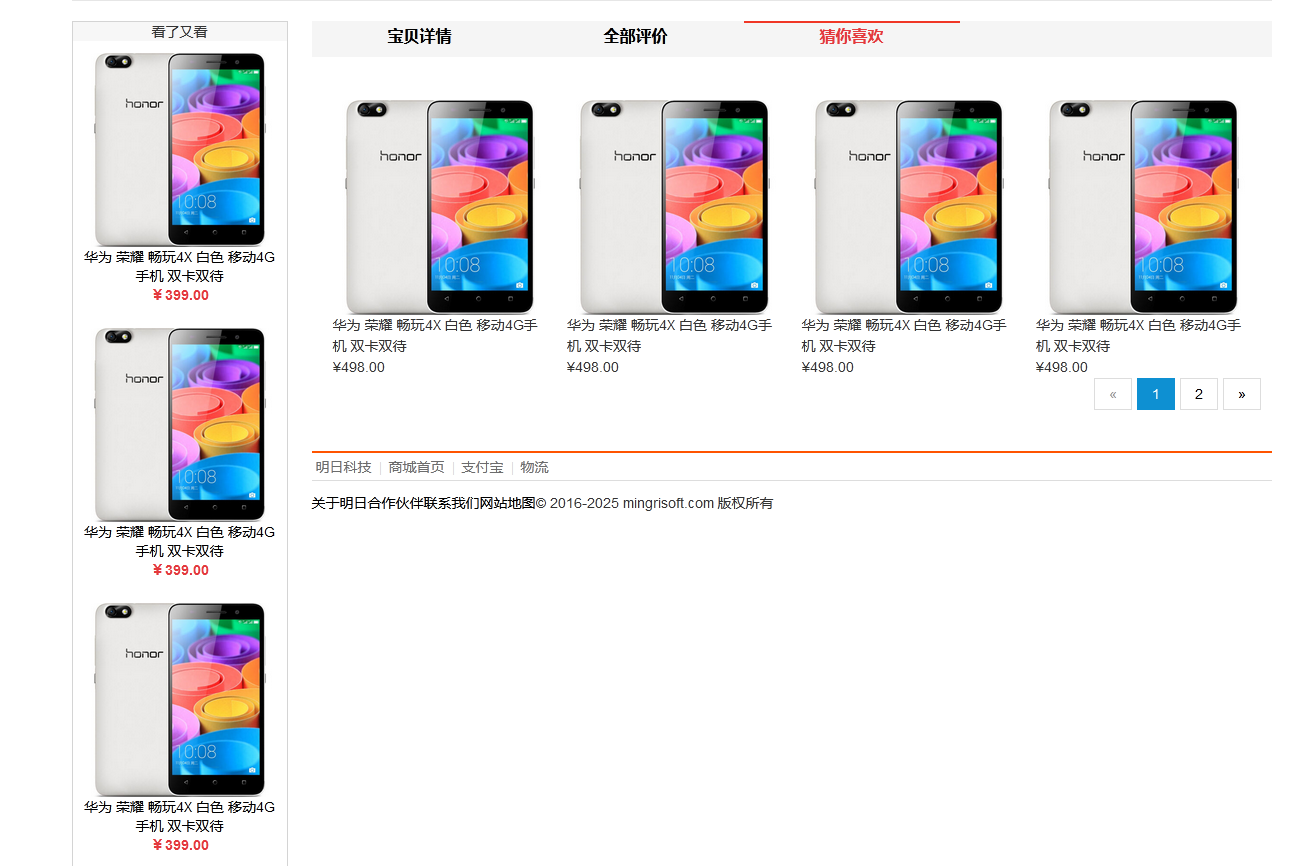 看了又看
honor
10:08
华为 荣耀 畅玩4X 白色 移动4G
手机 双卡双待
￥399.00
honor
10:08
华为 荣耀 畅玩4X 白色 移动4G
手机 双卡双待
￥399.00
honor
10:08
华为 荣耀 畅玩4X 白色 移动4G
手机 双卡双待
￥399.00
宝贝详情 全部评价 猜你喜欢
honor honor honor honor
10:08 10:08 10:08 10:08
华为 荣耀 畅玩4X 白色 移动4G手
机 双卡双待
¥498.00
华为 荣耀 畅玩4X 白色 移动4G手
机 双卡双待
¥498.00
华为 荣耀 畅玩4X 白色 移动4G手
机 双卡双待
¥498.00
华为 荣耀 畅玩4X 白色 移动4G手
机 双卡双待
¥498.00
« 1 2 »
明日科技 | 商城首页 | 支付宝 | 物流
关于明日合作伙伴联系我们网站地图© 2016-2025 mingrisoft.com 版权所有